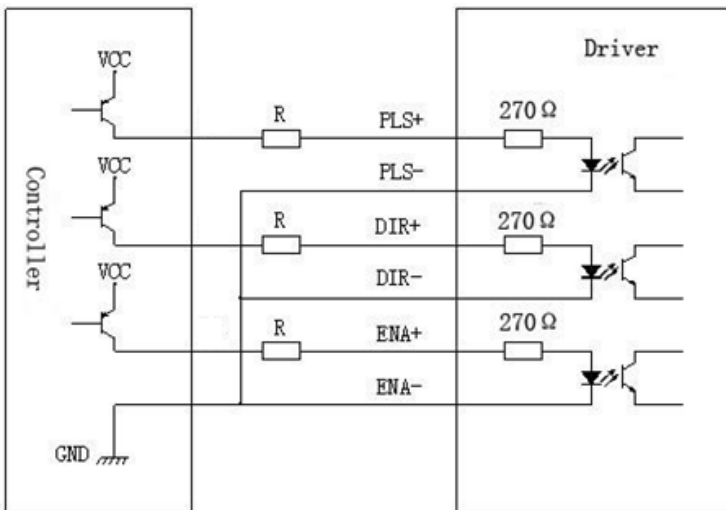 Driver
VCC
R
PLS+
270Ω
PLS-
VCC
R
DIR+
270Ω
Controller
DIR-
VCC
R
ENA+
270Ω
ENA-
GND